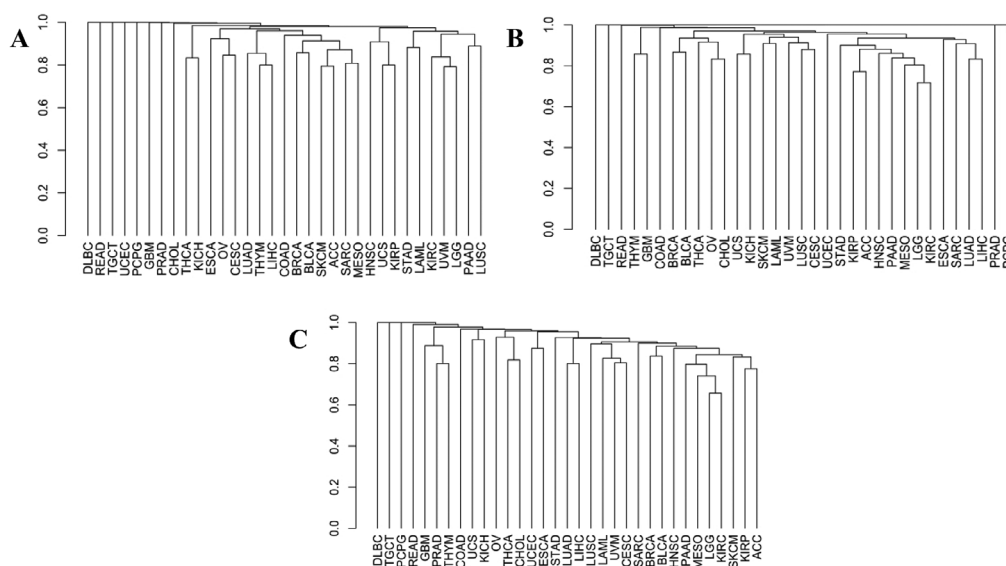 A
1.0
0.8
0.6
0.4
0.2
0.0
DLBC
READ
TGCT
UCEC
PCPG
GBM
PRAD
CHOL
THCA
KICH
ESCA
OV
CESC
LUAD
THYM
LIHC
COAD
BRCA
BLCA
SKCM
ACC
SARC
MESO
HNSC
UCS
KIRP
STAD
LAML
KIRC
UVM
LGG
PAAD
LUSC
B
1.0
0.8
0.6
0.4
0.2
0.0
DLBC
TGCT
READ
THYM
GBM
COAD
BRCA
BLCA
THCA
OV
CHOL
UCS
KICH
SKCM
LAML
UVM
LUSC
CESC
UCEC
STAD
KIRP
ACC
HNSC
PAAD
MESO
LGG
KIRC
ESCA
SARC
LUAD
LIHC
PRAD
C
1.0
0.8
0.6
0.4
0.2
0.0
DLBC
TGCT
PCPG
READ
GBM
PRAD
THYM
COAD
UCS
KICH
OV
THCA
CHOL
UCEC
ESCA
STAD
LUAD
LIHC
LUSC
LAML
UVM
CESC
SARC
BRCA
BLCA
HNSC
PAAD
MESO
LGG
KIRC
SKCM
KIRP
ACC